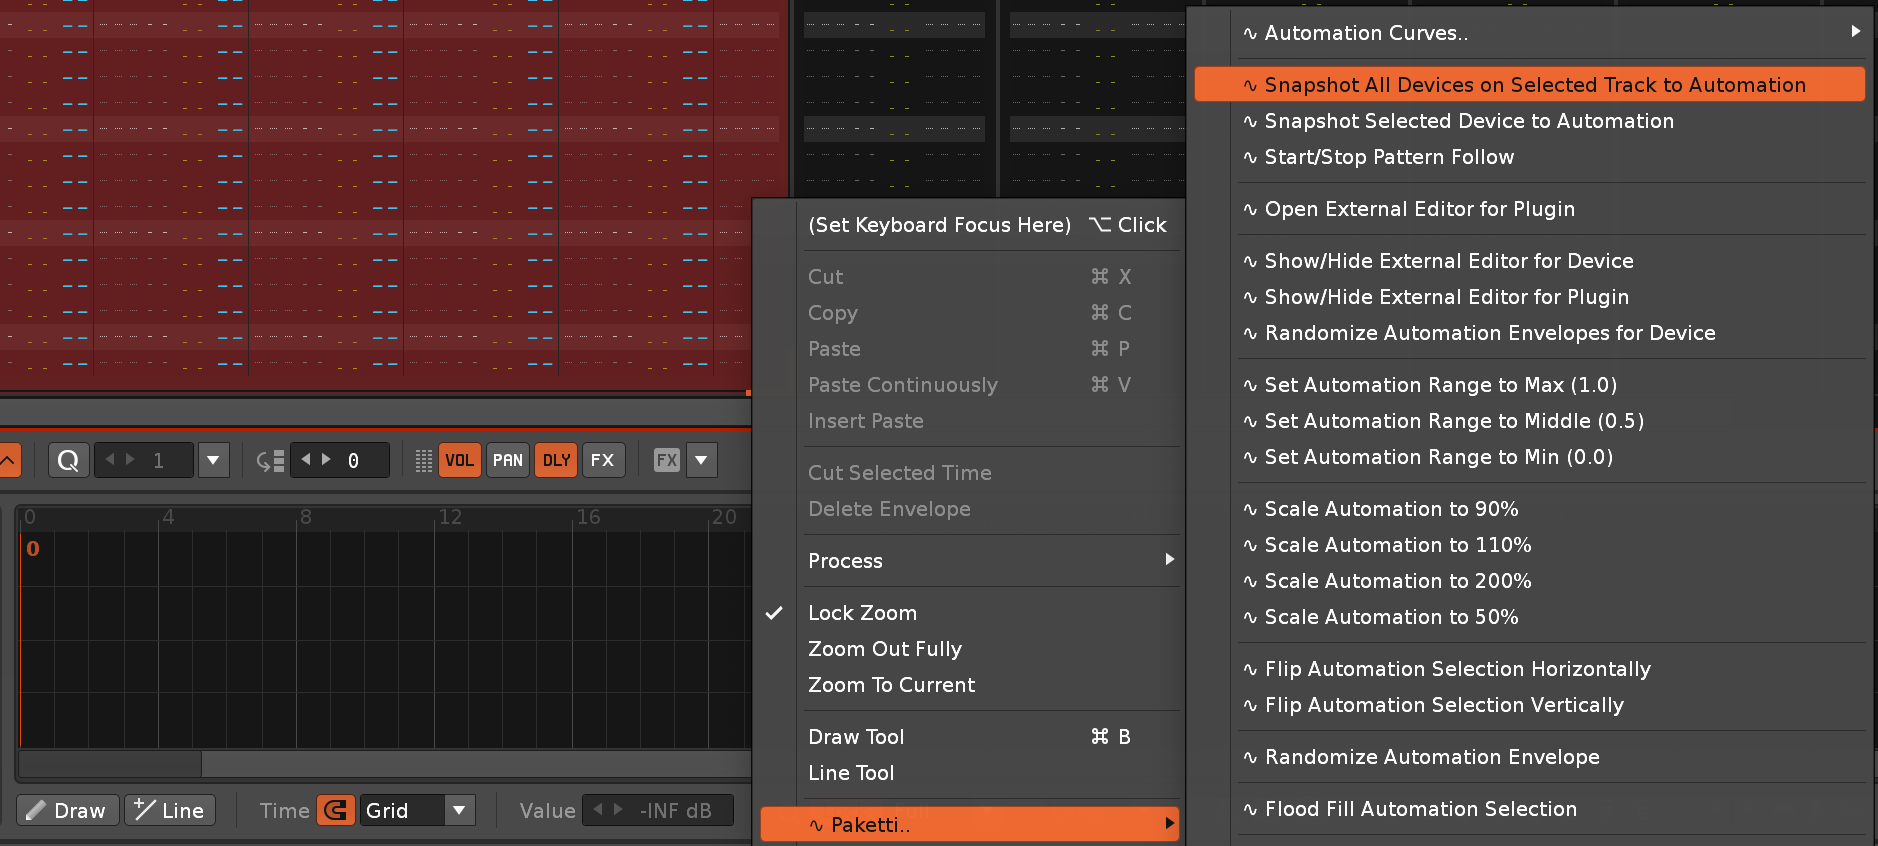 (Set Keyboard Focus Here) ⌥ Click
Cut ⌘ X
Copy ⌘ C
Paste ⌘ P
Paste Continuously ⌘ V
Insert Paste
Cut Selected Time
Delete Envelope
Process
Lock Zoom
Zoom Out Fully
Zoom To Current
Draw Tool ⌘ B
Line Tool
∿ Paketti..
∿ Automation Curves..
∿ Snapshot All Devices on Selected Track to Automation
∿ Snapshot Selected Device to Automation
∿ Start/Stop Pattern Follow
∿ Open External Editor for Plugin
∿ Show/Hide External Editor for Device
∿ Show/Hide External Editor for Plugin
∿ Randomize Automation Envelopes for Device
∿ Set Automation Range to Max (1.0)
∿ Set Automation Range to Middle (0.5)
∿ Set Automation Range to Min (0.0)
∿ Scale Automation to 90%
∿ Scale Automation to 110%
∿ Scale Automation to 200%
∿ Scale Automation to 50%
∿ Flip Automation Selection Horizontally
∿ Flip Automation Selection Vertically
∿ Randomize Automation Envelope
∿ Flood Fill Automation Selection
Q 1 0 VOL PAN DLY FX FX
0 4 8 12 16 20
0
Draw Line Time Grid Value -INF dB